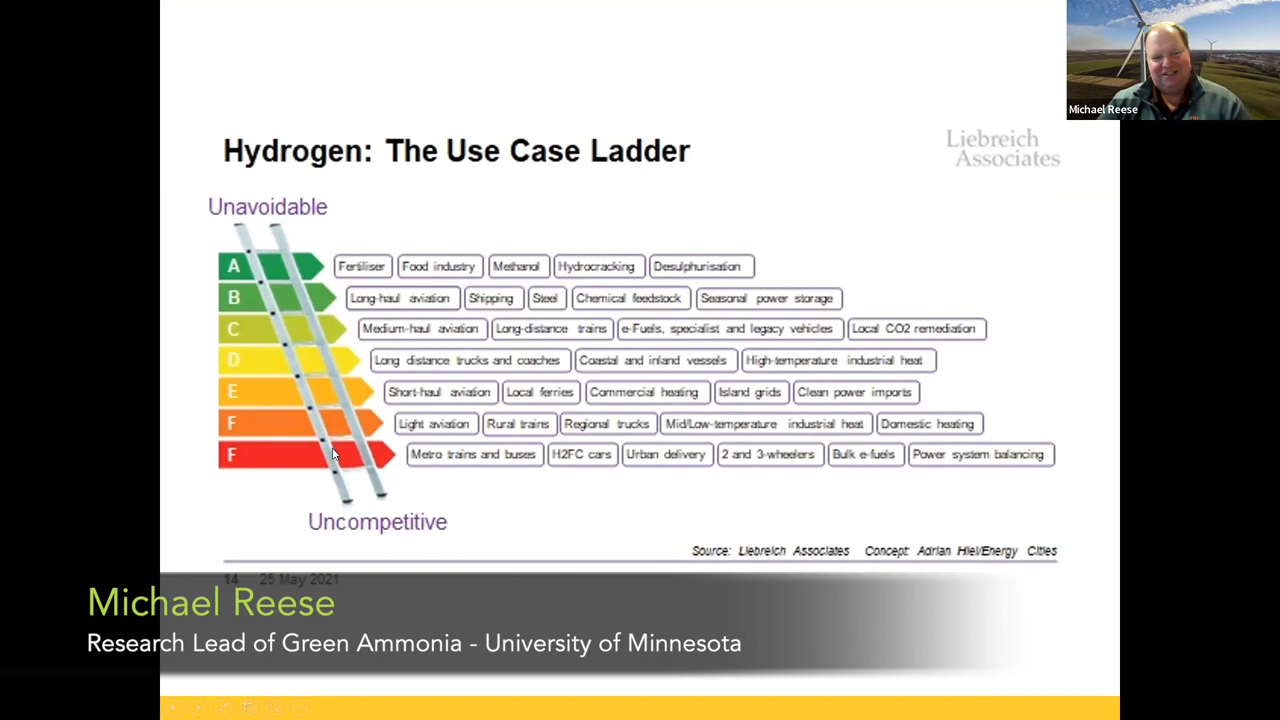 Michael Reese
Hydrogen: The Use Case Ladder
Liebreich
Associates
Unavoidable
A Fertiliser Food industry Methanol Hydrocracking Desulphurisation
B Long-haul aviation Shipping Steel Chemical feedstock Seasonal power storage
C Medium-haul aviation Long-distance trains e-Fuels, specialist and legacy vehicles Local CO2 remediation
D Long distance trucks and coaches Coastal and inland vessels High-temperature industrial heat
E Short-haul aviation Local ferries Commercial heating Island grids Clean power imports
F Light aviation Rural trains Regional trucks Mid/Low-temperature industrial heat Domestic heating
F Metro trains and buses H2FC cars Urban delivery 2 and 3-wheelers Bulk e-fuels Power system balancing
Uncompetitive
Source: Liebreich Associates Concept: Adrian Hiel/Energy Cities
14 25 May 2021
Michael Reese
Research Lead of Green Ammonia - University of Minnesota